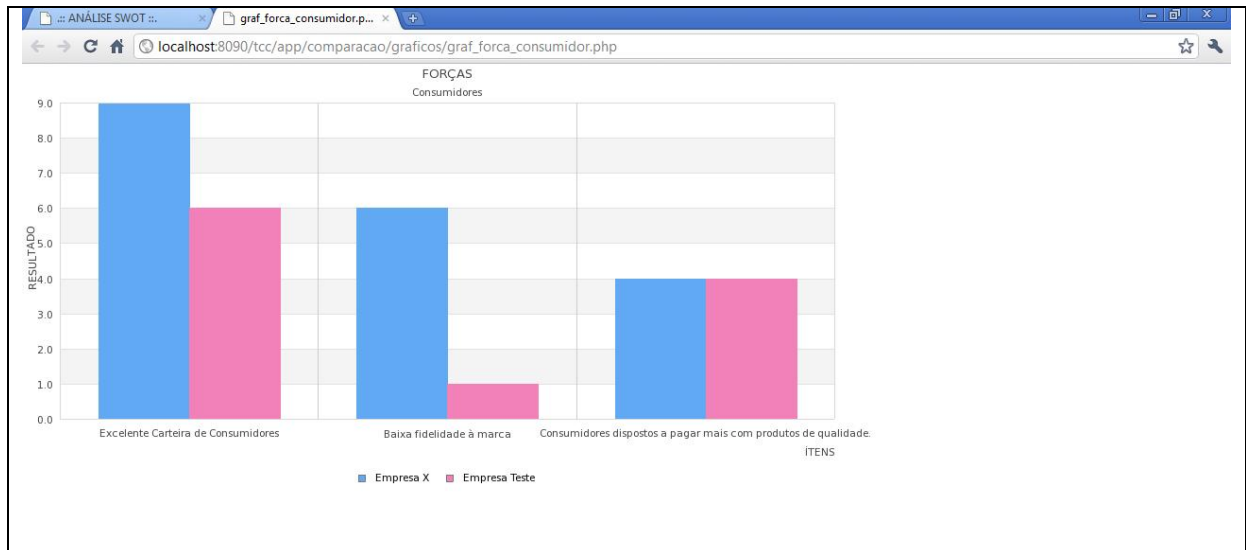 .:: ANÁLISE SWOT ::.
graf_forca_consumidor.p...
localhost:8090/tcc/app/comparacao/graficos/graf_forca_consumidor.php
FORÇAS
Consumidores
9.0
8.0
7.0
6.0
5.0
4.0
3.0
2.0
1.0
0.0
RESULTADO
Excelente Carteira de Consumidores
Baixa fidelidade à marca
Consumidores dispostos a pagar mais com produtos de qualidade.
ÍTENS
Empresa X
Empresa Teste